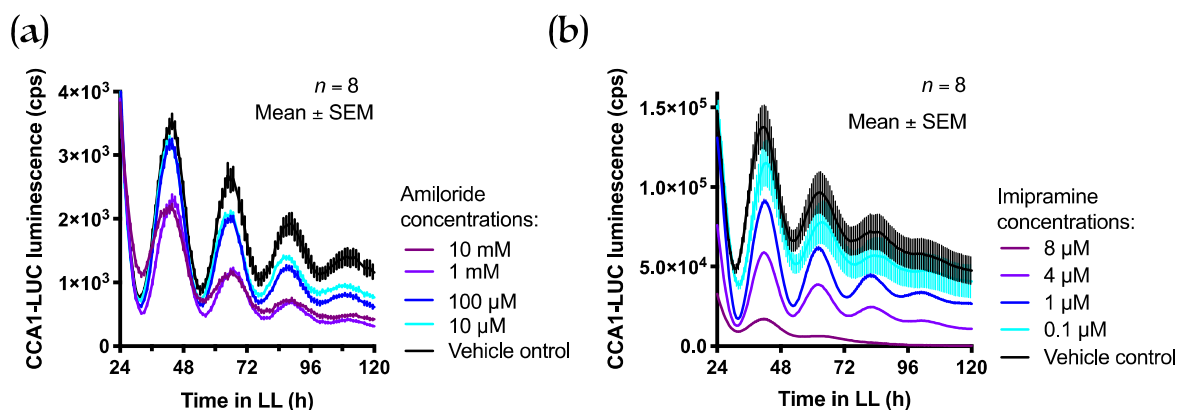 (a)
n = 8
Mean ± SEM
4×10³
3×10³
2×10³
1×10³
0
CCA1-LUC luminescence (cps)
24 48 72 96 120
Time in LL (h)
Amiloride
concentrations:
10 mM
1 mM
100 µM
10 µM
Vehicle ontrol
(b)
n = 8
Mean ± SEM
1.5×10⁵
1.0×10⁵
5.0×10⁴
0.0
CCA1-LUC luminescence (cps)
24 48 72 96 120
Time in LL (h)
Imipramine
concentrations:
8 µM
4 µM
1 µM
0.1 µM
Vehicle control